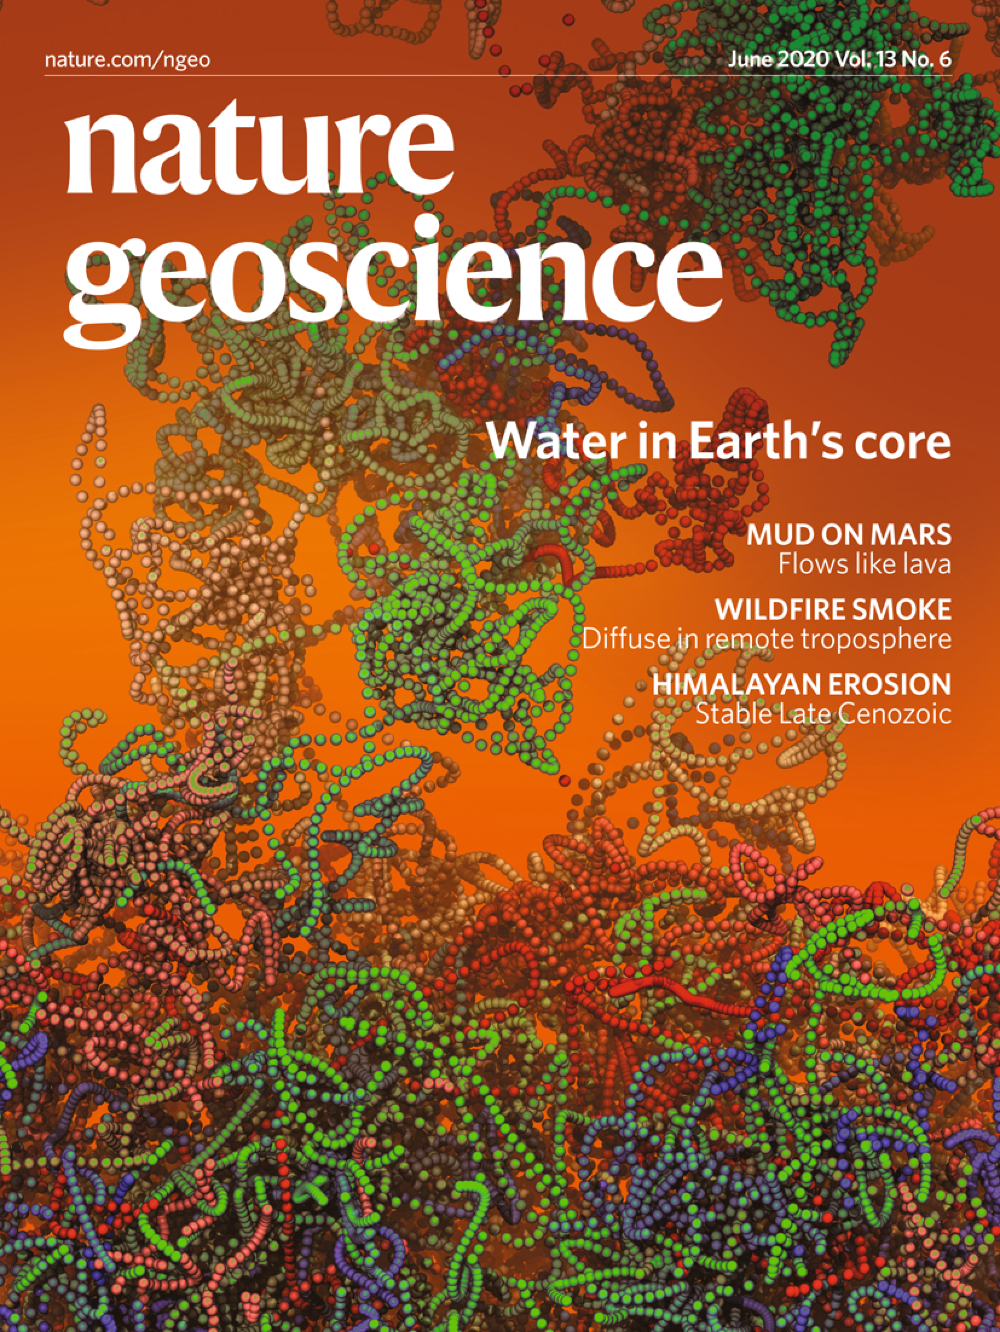 nature.com/ngeo
June 2020 Vol. 13 No. 6
nature
geoscience
Water in Earth’s core
MUD ON MARS
Flows like lava
WILDFIRE SMOKE
Diffuse in remote troposphere
HIMALAYAN EROSION
Stable Late Cenozoic